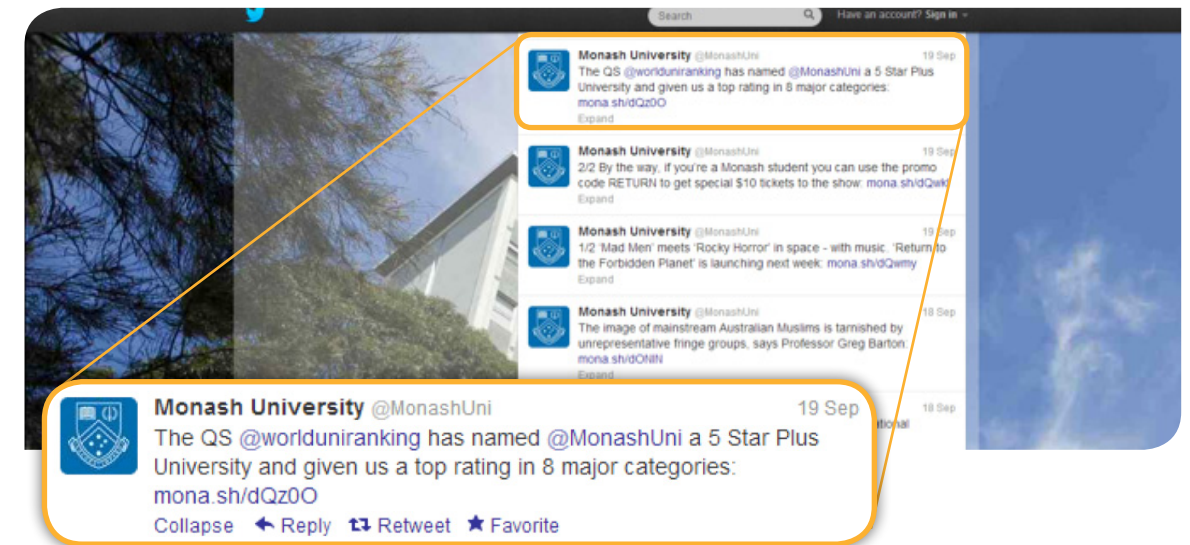 Search
Have an account? Sign in
Monash University @MonashUni 19 Sep
The QS @worlduniranking has named @MonashUni a 5 Star Plus
University and given us a top rating in 8 major categories:
mona.sh/dQz0O
Expand
Monash University @MonashUni 19 Sep
2/2 By the way, if you're a Monash student you can use the promo
code RETURN to get special $10 tickets to the show:
Expand
Monash University @MonashUni 19 Sep
1/2 'Mad Men' meets 'Rocky Horror' in space - with music. 'Return to
the Forbidden Planet' is launching next week: mona.sh/dQwmy
Expand
Monash University @MonashUni 18 Sep
The image of mainstream Australian Muslims is tarnished by
unrepresentative fringe groups, says Professor Greg Barton:
mona.sh/dONlN
Expand
18 Sep
Monash University @MonashUni 19 Sep
The QS @worlduniranking has named @MonashUni a 5 Star Plus
University and given us a top rating in 8 major categories:
mona.sh/dQz0O
Collapse Reply Retweet Favorite